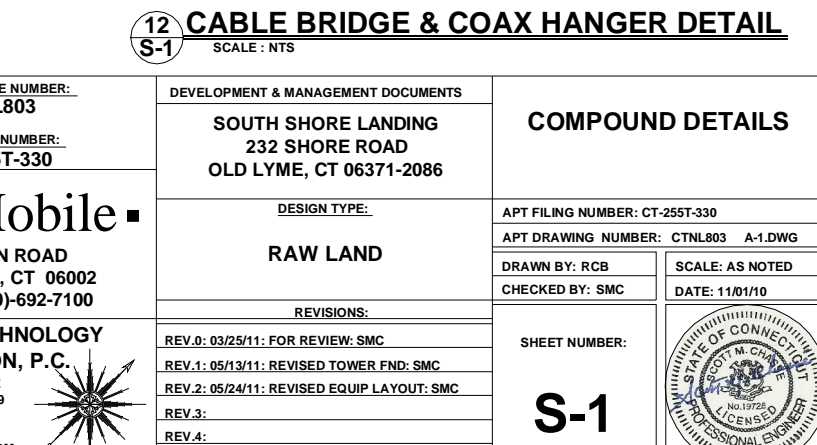 12
S-1
CABLE BRIDGE & COAX HANGER DETAIL
SCALE : NTS
E NUMBER:
803
NUMBER:
T-330
obile
N ROAD
, CT 06002
)-692-7100
HNOLOGY
N, P.C.
DEVELOPMENT & MANAGEMENT DOCUMENTS
SOUTH SHORE LANDING
232 SHORE ROAD
OLD LYME, CT 06371-2086
DESIGN TYPE:
RAW LAND
REVISIONS:
REV.0: 03/25/11: FOR REVIEW: SMC
REV.1: 05/13/11: REVISED TOWER FND: SMC
REV.2: 05/24/11: REVISED EQUIP LAYOUT: SMC
REV.3:
REV.4:
COMPOUND DETAILS
APT FILING NUMBER: CT-255T-330
APT DRAWING NUMBER: CTNL803 A-1.DWG
DRAWN BY: RCB
SCALE: AS NOTED
CHECKED BY: SMC
DATE: 11/01/10
SHEET NUMBER:
S-1
STATE OF CONNECTICUT
SCOTT M. CHASSE
No.19728
LICENSED
PROFESSIONAL ENGINEER